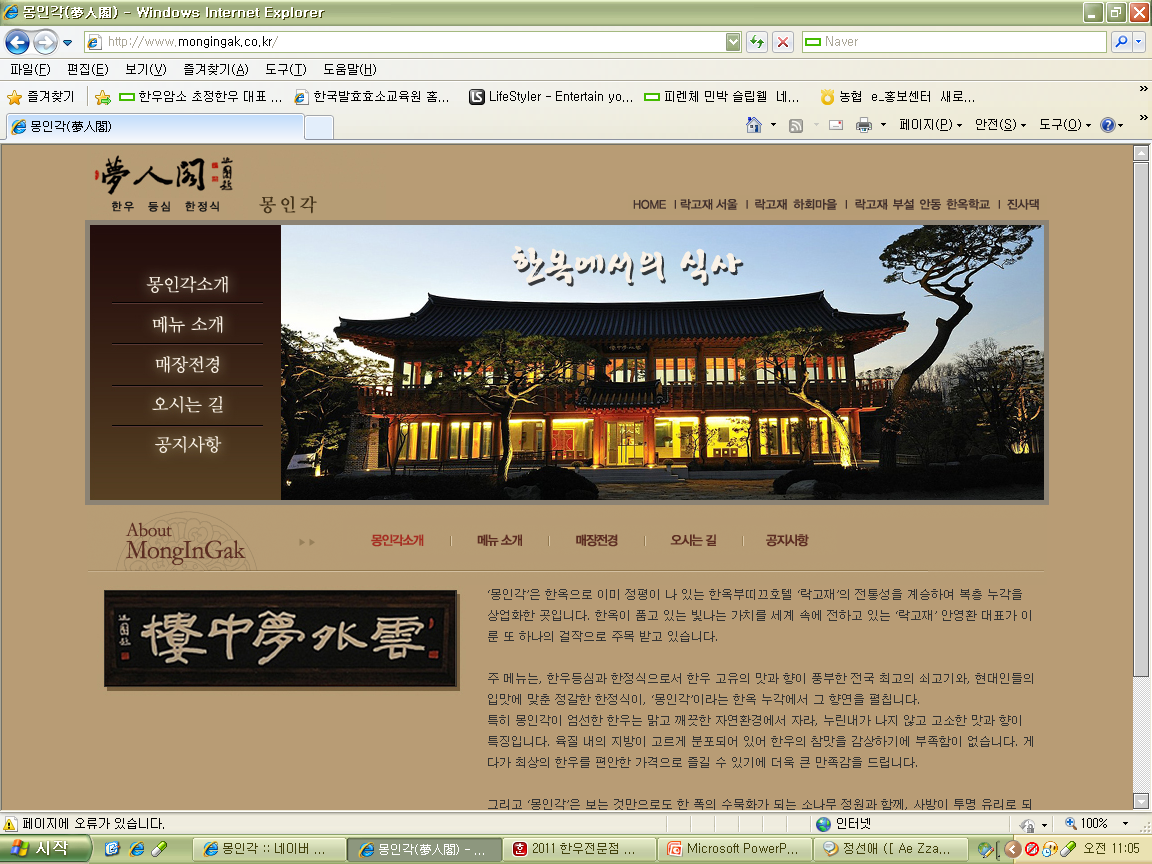 몽인각(夢人閣) - Windows Internet Explorer
http://www.mongingak.co.kr/
Naver
파일(F) 편집(E) 보기(V) 즐겨찾기(A) 도구(T) 도움말(H)
즐겨찾기 한우암소 초정한우 대표 ... 한국발효효소교육원 홈... LifeStyler - Entertain yo... 피렌체 민박 슬립웰 네... 농협 e_홍보센터 새로...
몽인각(夢人閣)
페이지(P) 안전(S) 도구(O)
夢人閣
한우 등심 한정식
몽인각
HOME | 락고재 서울 | 락고재 하회마을 | 락고재 부설 안동 한옥학교 | 진사댁
한옥에서의 식사
몽인각소개
메뉴 소개
매장전경
오시는 길
공지사항
About
MongInGak
몽인각소개 메뉴 소개 매장전경 오시는 길 공지사항
樓中夢外雲
'몽인각'은 한옥으로 이미 정평이 나 있는 한옥부띠끄호텔 '락고재'의 전통성을 계승하여 복층 누각을
상업화한 곳입니다. 한옥이 품고 있는 빛나는 가치를 세계 속에 전하고 있는 '락고재' 안영환 대표가 이
룬 또 하나의 걸작으로 주목 받고 있습니다.
주 메뉴는, 한우등심과 한정식으로서 한우 고유의 맛과 향이 풍부한 전국 최고의 쇠고기와, 현대인들의
입맛에 맞춘 정갈한 한정식이, '몽인각'이라는 한옥 누각에서 그 향연을 펼칩니다.
특히 몽인각이 엄선한 한우는 맑고 깨끗한 자연환경에서 자라, 누린내가 나지 않고 고소한 맛과 향이
특징입니다. 육질 내의 지방이 고르게 분포되어 있어 한우의 참맛을 감상하기에 부족함이 없습니다. 게
다가 최상의 한우를 편안한 가격으로 즐길 수 있기에 더욱 큰 만족감을 드립니다.
그리고 '몽인각'은 보는 것만으로도 한 폭의 수묵화가 되는 소나무 정원과 함께, 사방이 투명 유리로 되
페이지에 오류가 있습니다.
인터넷
100%
시작
몽인각 :: 네이버 ...
몽인각(夢人閣) - ...
2011 한우전문점 ...
Microsoft PowerP...
정선애 ([ Ae Zza...
오전 11:05